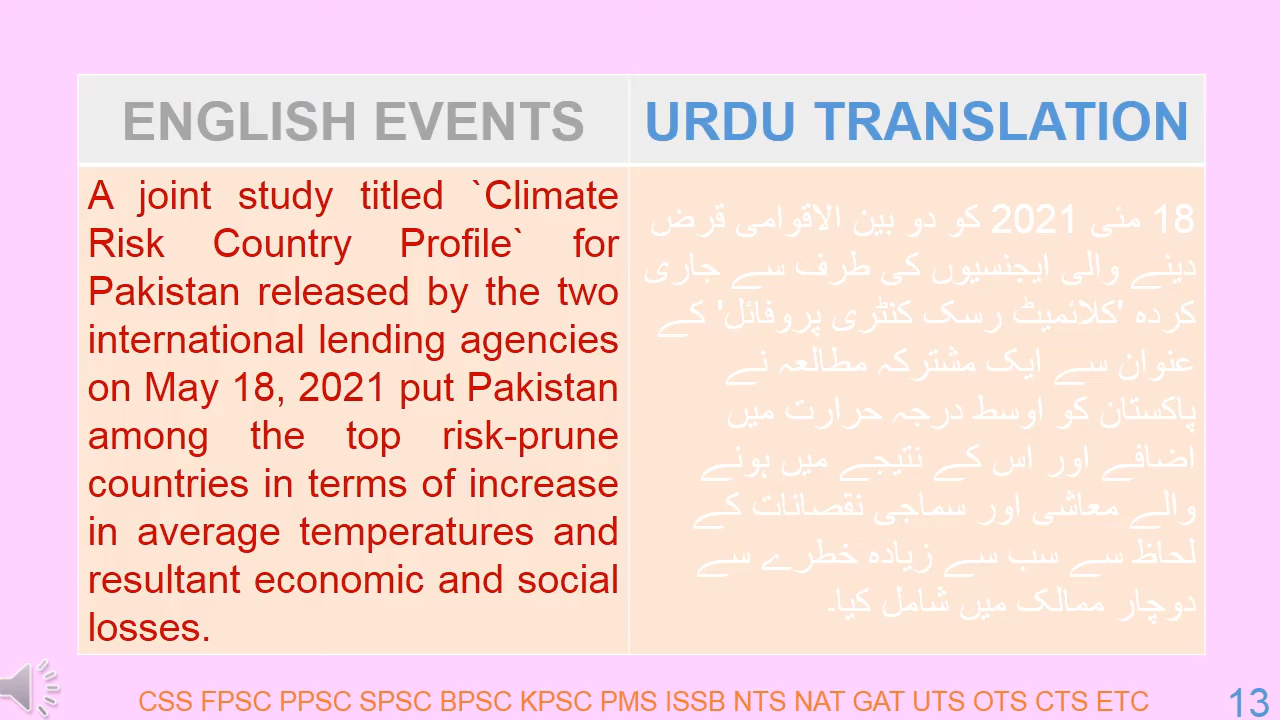 ENGLISH EVENTS
URDU TRANSLATION
A joint study titled `Climate
Risk Country Profile` for
Pakistan released by the two
international lending agencies
on May 18, 2021 put Pakistan
among the top risk-prune
countries in terms of increase
in average temperatures and
resultant economic and social
losses.
18 مئی 2021 کو دو بین الاقوامی قرض
دینے والی ایجنسیوں کی طرف سے جاری
کردہ 'کلائمیٹ رسک کنٹری پروفائل' کے
عنوان سے ایک مشترکہ مطالعہ نے
پاکستان کو اوسط درجہ حرارت میں
اضافے اور اس کے نتیجے میں ہونے
والے معاشی اور سماجی نقصانات کے
لحاظ سے سب سے زیادہ خطرے سے
دوچار ممالک میں شامل کیا۔
CSS FPSC PPSC SPSC BPSC KPSC PMS ISSB NTS NAT GAT UTS OTS CTS ETC
13